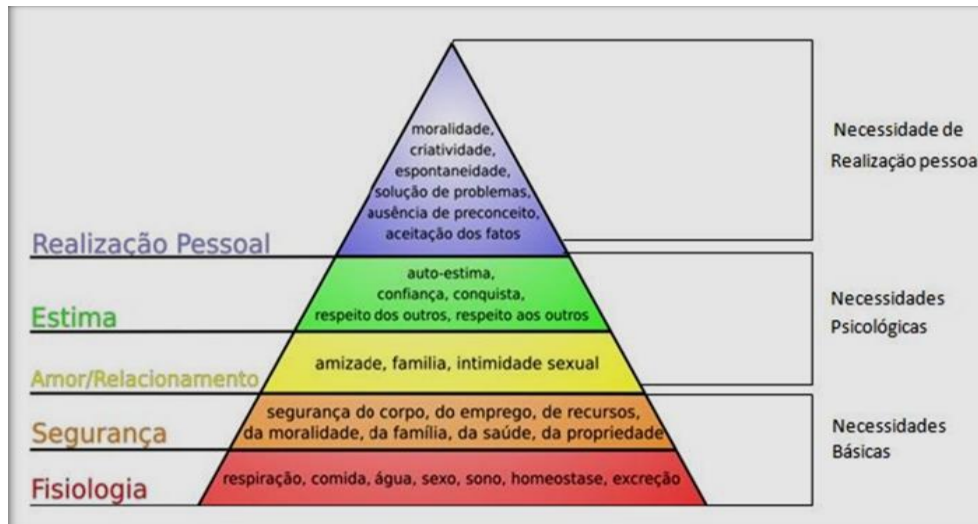 moralidade,
criatividade,
espontaneidade,
solução de problemas,
ausência de preconceito,
aceitação dos fatos
Realização Pessoal
auto-estima,
confiança, conquista,
respeito dos outros, respeito aos outros
Estima
amizade, família, intimidade sexual
Amor/Relacionamento
segurança do corpo, do emprego, de recursos,
da moralidade, da família, da saúde, da propriedade
Segurança
respiração, comida, água, sexo, sono, homeostase, excreção
Fisiologia
Necessidade de
Realização pessoa
Necessidades
Psicológicas
Necessidades
Básicas